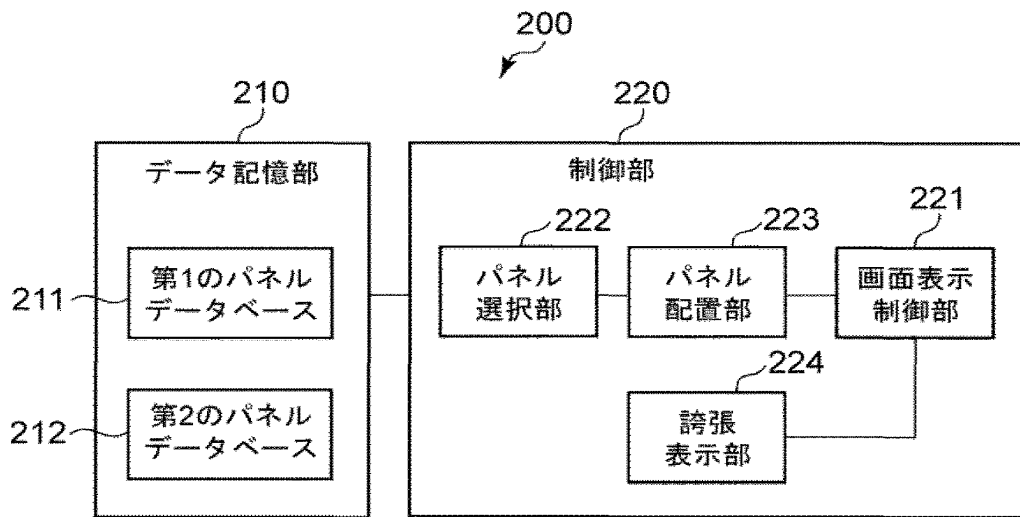 200
210
220
データ記憶部
制御部
222
223
221
パネル
選択部
パネル
配置部
画面表示
制御部
211
第1のパネル
データベース
224
212
第2のパネル
データベース
誇張
表示部